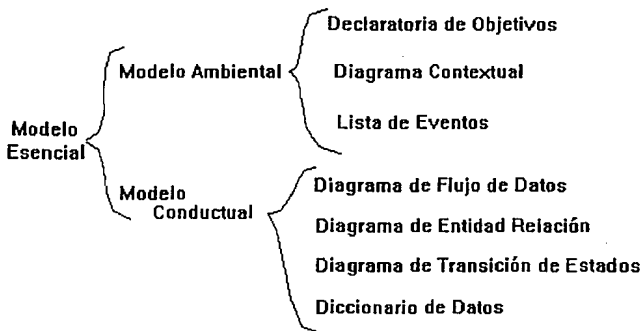 Modelo
Esencial
Modelo Ambiental
Declaratoria de Objetivos
Diagrama Contextual
Lista de Eventos
Modelo
Conductual
Diagrama de Flujo de Datos
Diagrama de Entidad Relación
Diagrama de Transición de Estados
Diccionario de Datos